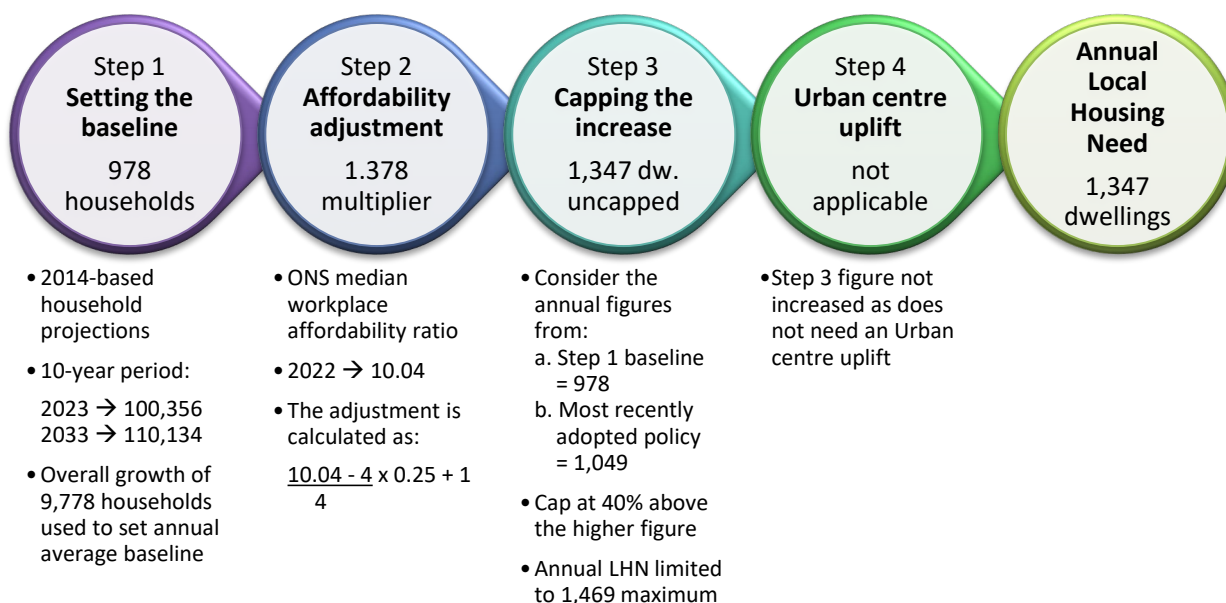 Step 1
Setting the
baseline
978
households
Step 2
Affordability
adjustment
1.378
multiplier
Step 3
Capping the
increase
1,347 dw.
uncapped
Step 4
Urban centre
uplift
not
applicable
Annual
Local
Housing
Need
1,347
dwellings
• 2014-based
household
projections
• 10-year period:
2023 → 100,356
2033 → 110,134
• Overall growth of
9,778 households
used to set annual
average baseline
• ONS median
workplace
affordability ratio
• 2022 → 10.04
• The adjustment is
calculated as:
10.04 - 4 x 0.25 + 1
4
• Consider the
annual figures
from:
a. Step 1 baseline
= 978
b. Most recently
adopted policy
= 1,049
• Cap at 40% above
the higher figure
• Annual LHN limited
to 1,469 maximum
• Step 3 figure not
increased as does
not need an Urban
centre uplift